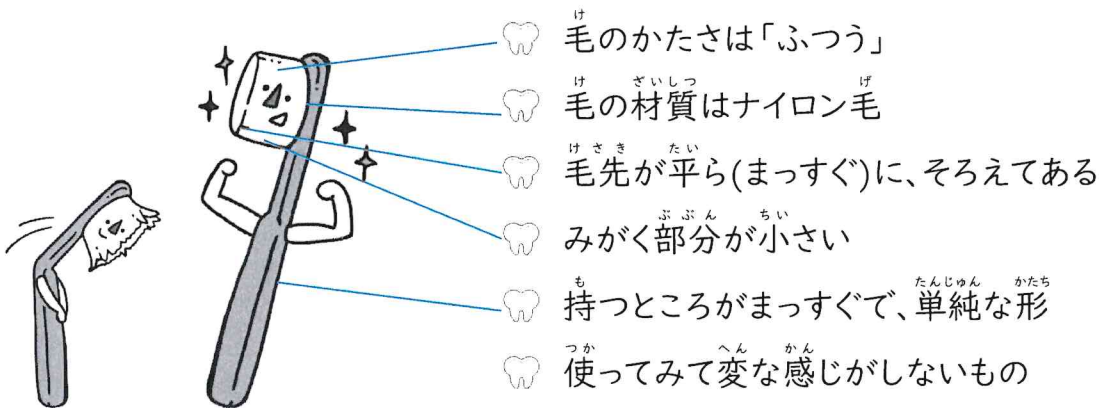 毛のかたさは「ふつう」
毛の材質はナイロン毛
毛先が平ら(まっすぐ)に、そろえてある
みがく部分が小さい
持つところがまっすぐで、単純な形
使ってみて変な感じがしないもの